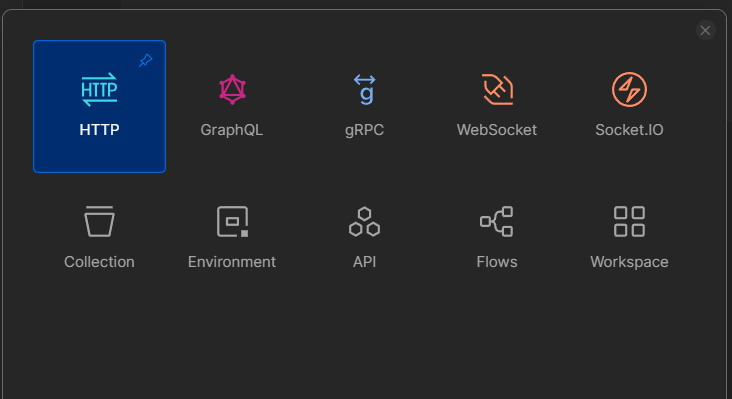 HTTP
HTTP GraphQL gRPC WebSocket Socket.IO
Collection Environment API Flows Workspace